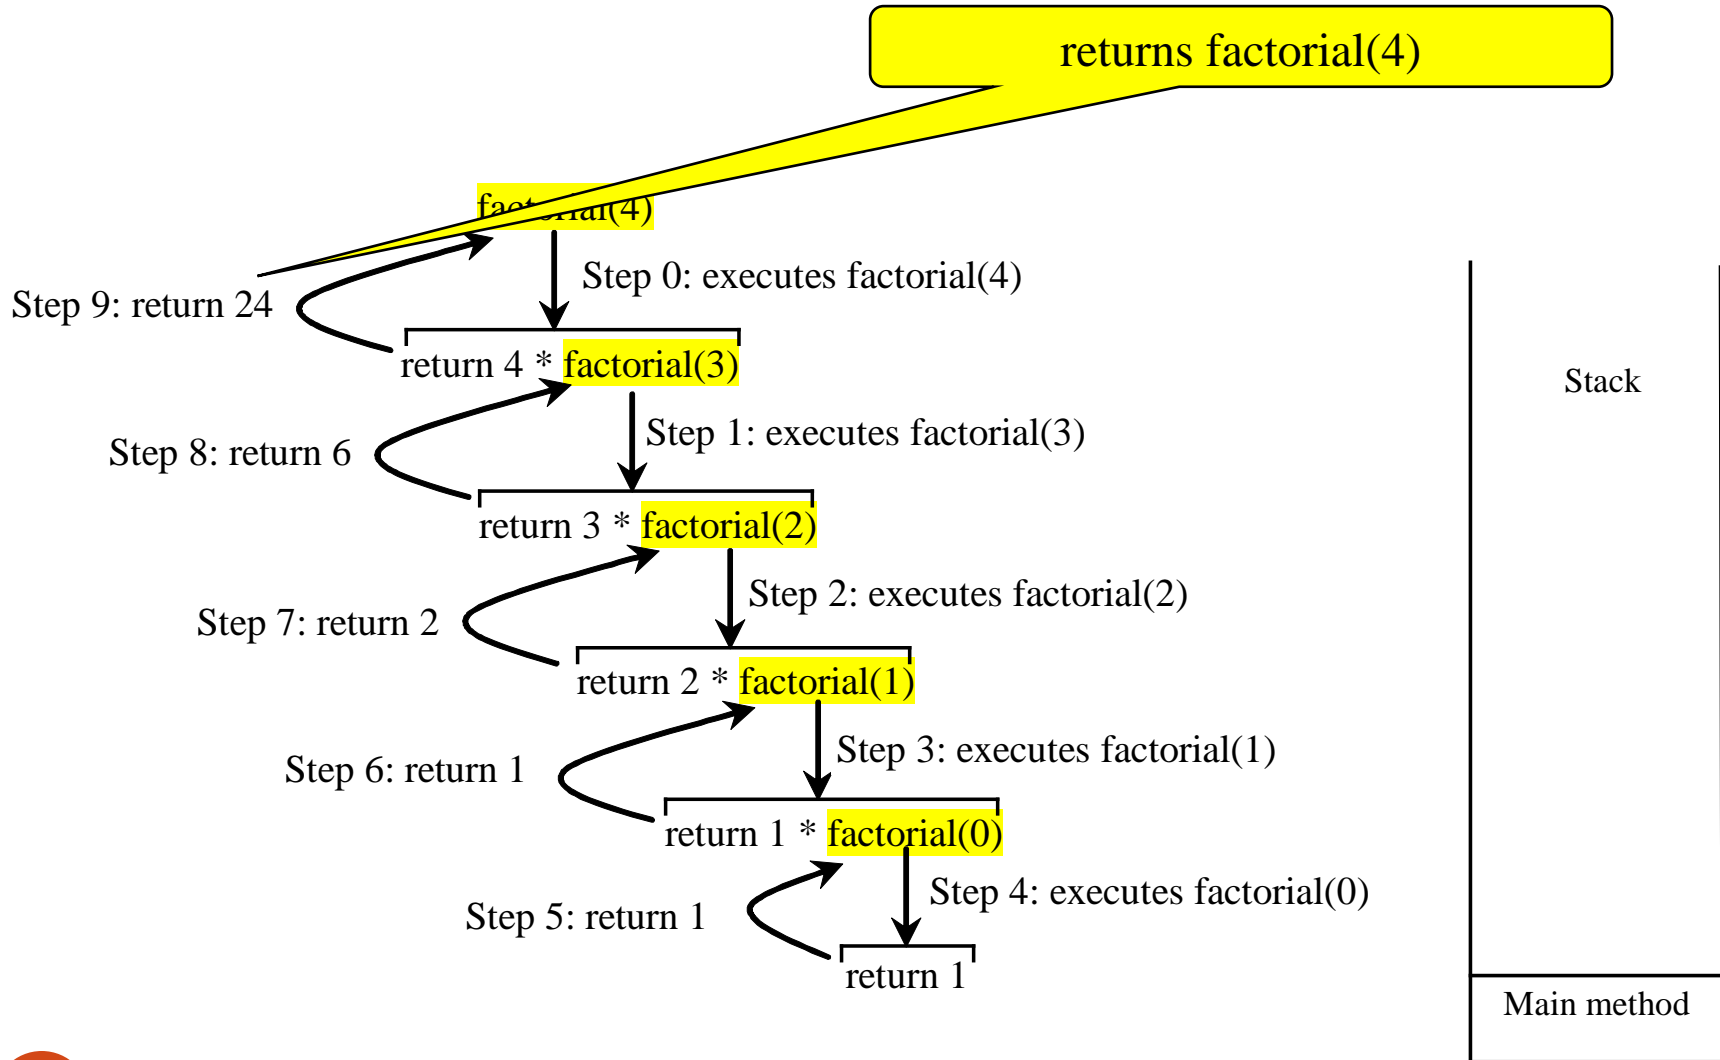 returns factorial(4)
factorial(4)
Step 0: executes factorial(4)
Step 9: return 24
return 4 * factorial(3)
Stack
Step 1: executes factorial(3)
Step 8: return 6
return 3 * factorial(2)
Step 2: executes factorial(2)
Step 7: return 2
return 2 * factorial(1)
Step 3: executes factorial(1)
Step 6: return 1
return 1 * factorial(0)
Step 4: executes factorial(0)
Step 5: return 1
return 1
Main method